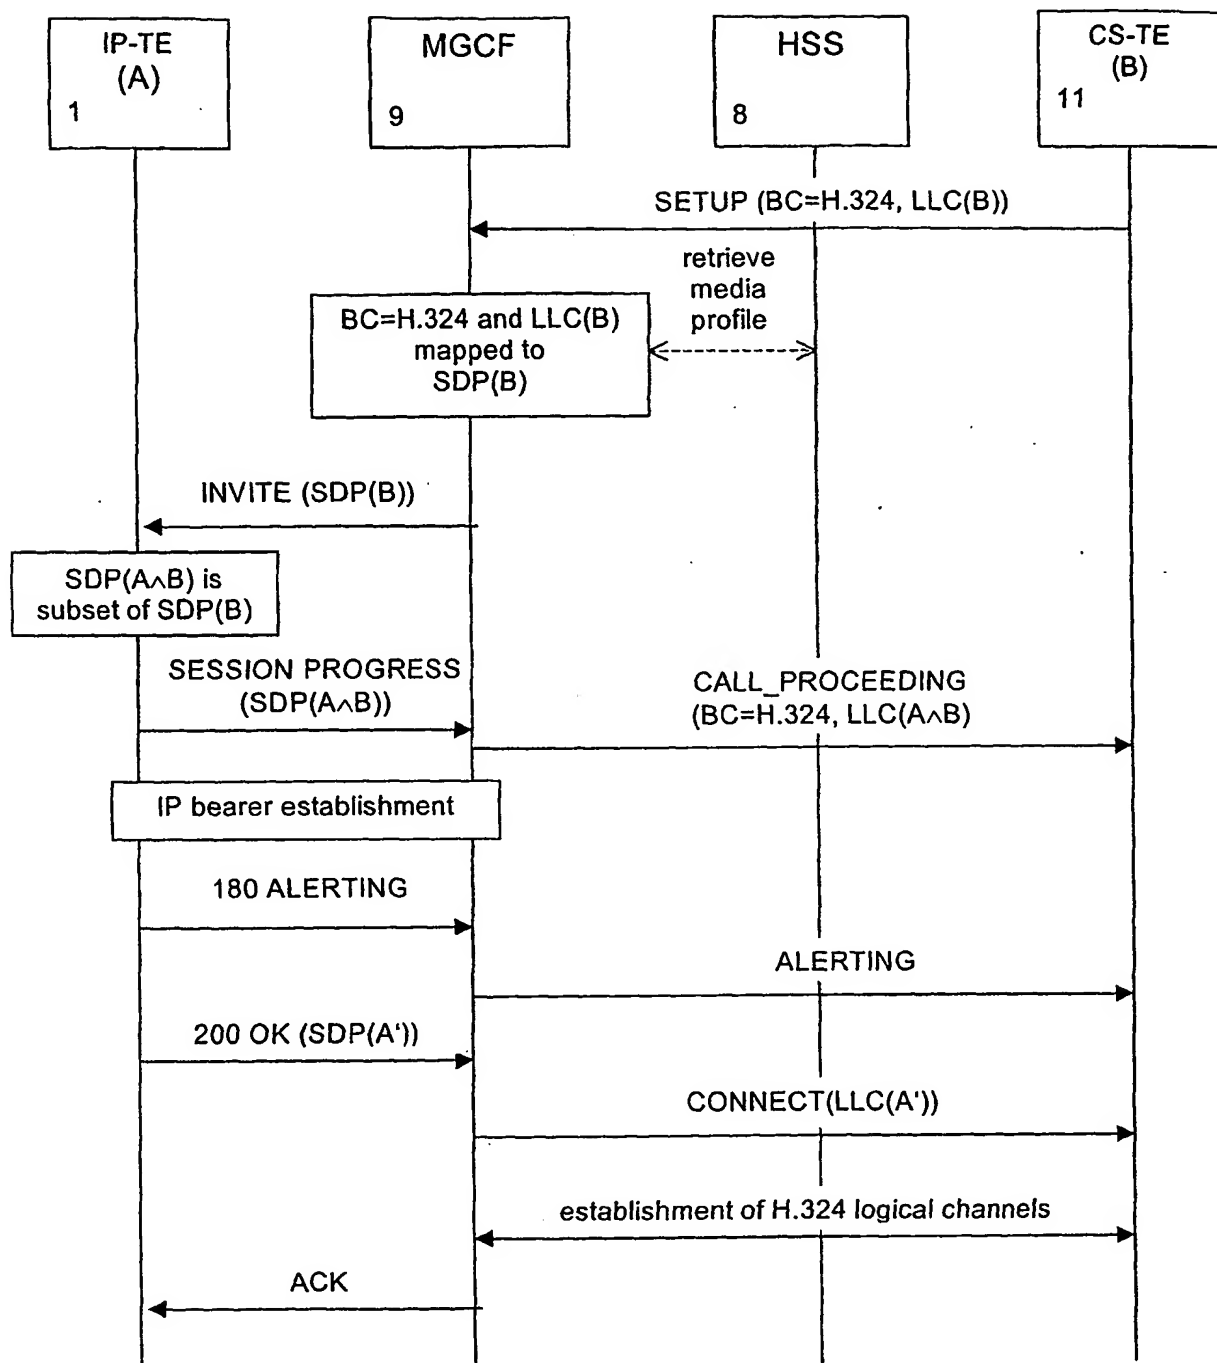 IP-TE
(A)
1
MGCF
9
HSS
8
CS-TE
(B)
11
SETUP (BC=H.324, LLC(B))
retrieve
media
profile
BC=H.324 and LLC(B)
mapped to
SDP(B)
INVITE (SDP(B))
SDP(A∧B) is
subset of SDP(B)
SESSION PROGRESS
(SDP(A∧B))
CALL_PROCEEDING
(BC=H.324, LLC(A∧B)
IP bearer establishment
180 ALERTING
ALERTING
200 OK (SDP(A'))
CONNECT(LLC(A'))
establishment of H.324 logical channels
ACK